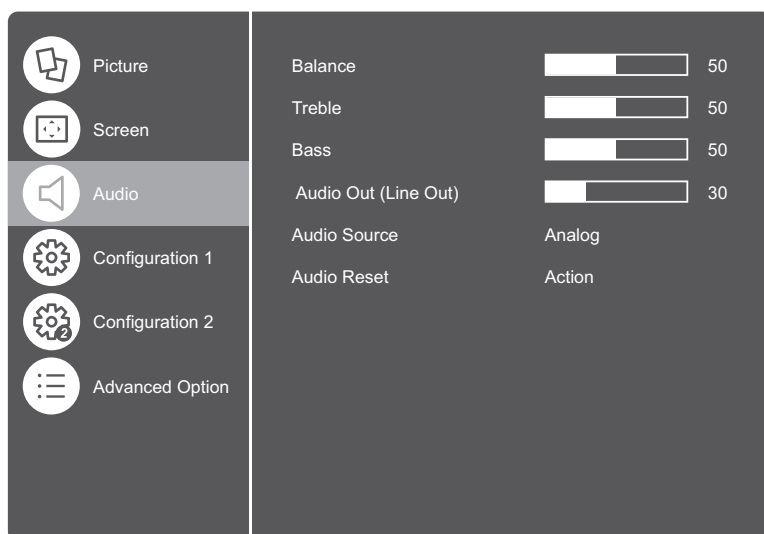 Picture
Screen
Audio
Configuration 1
2
Configuration 2
Advanced Option
Balance 50
Treble 50
Bass 50
Audio Out (Line Out) 30
Audio Source Analog
Audio Reset Action